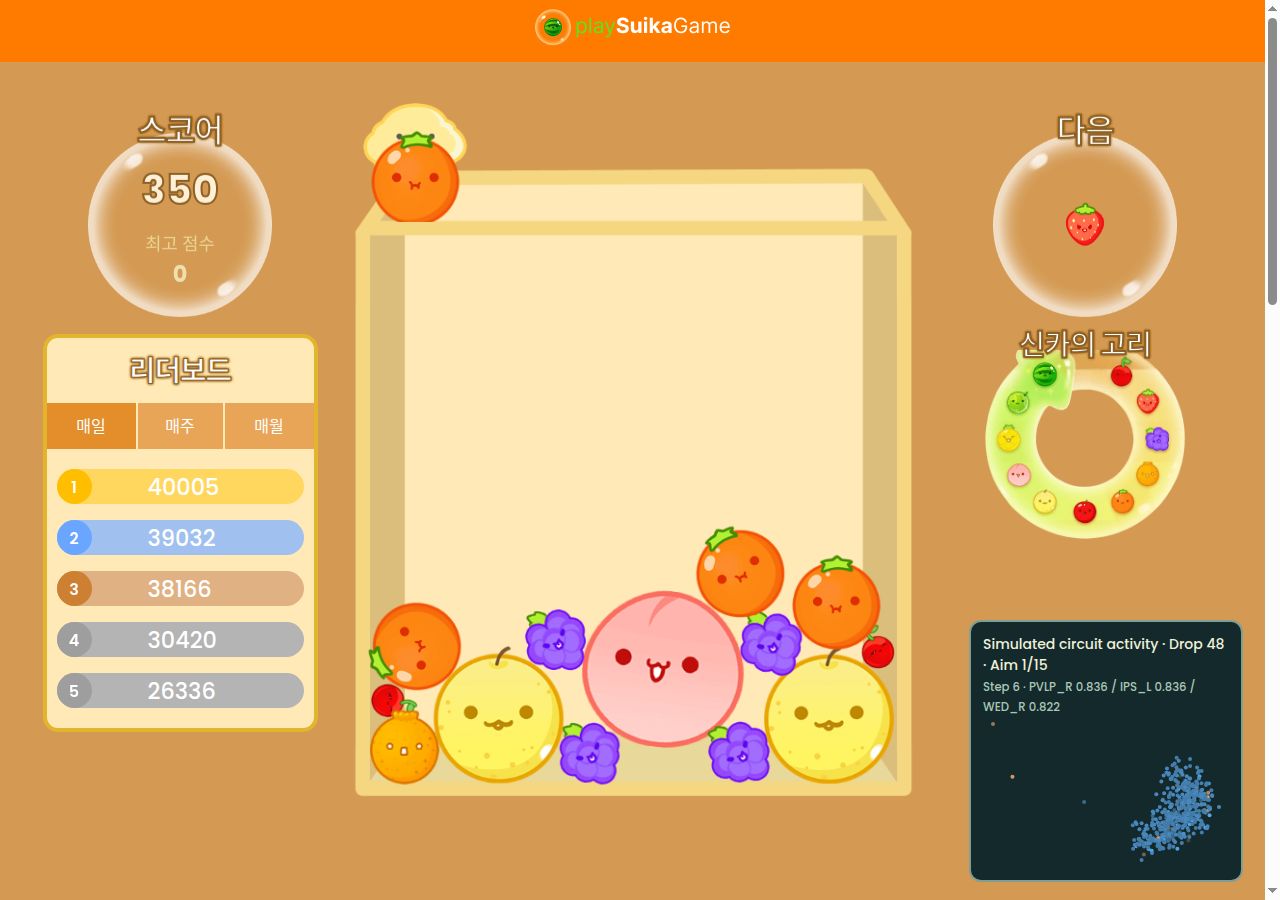 playSuikaGame
스코어
350
최고 점수
0
다음
신카의 고리
리더보드
매일 매주 매월
1 40005
2 39032
3 38166
4 30420
5 26336
Simulated circuit activity · Drop 48
· Aim 1/15
Step 6 · PVLP_R 0.836 / IPS_L 0.836 /
WED_R 0.822